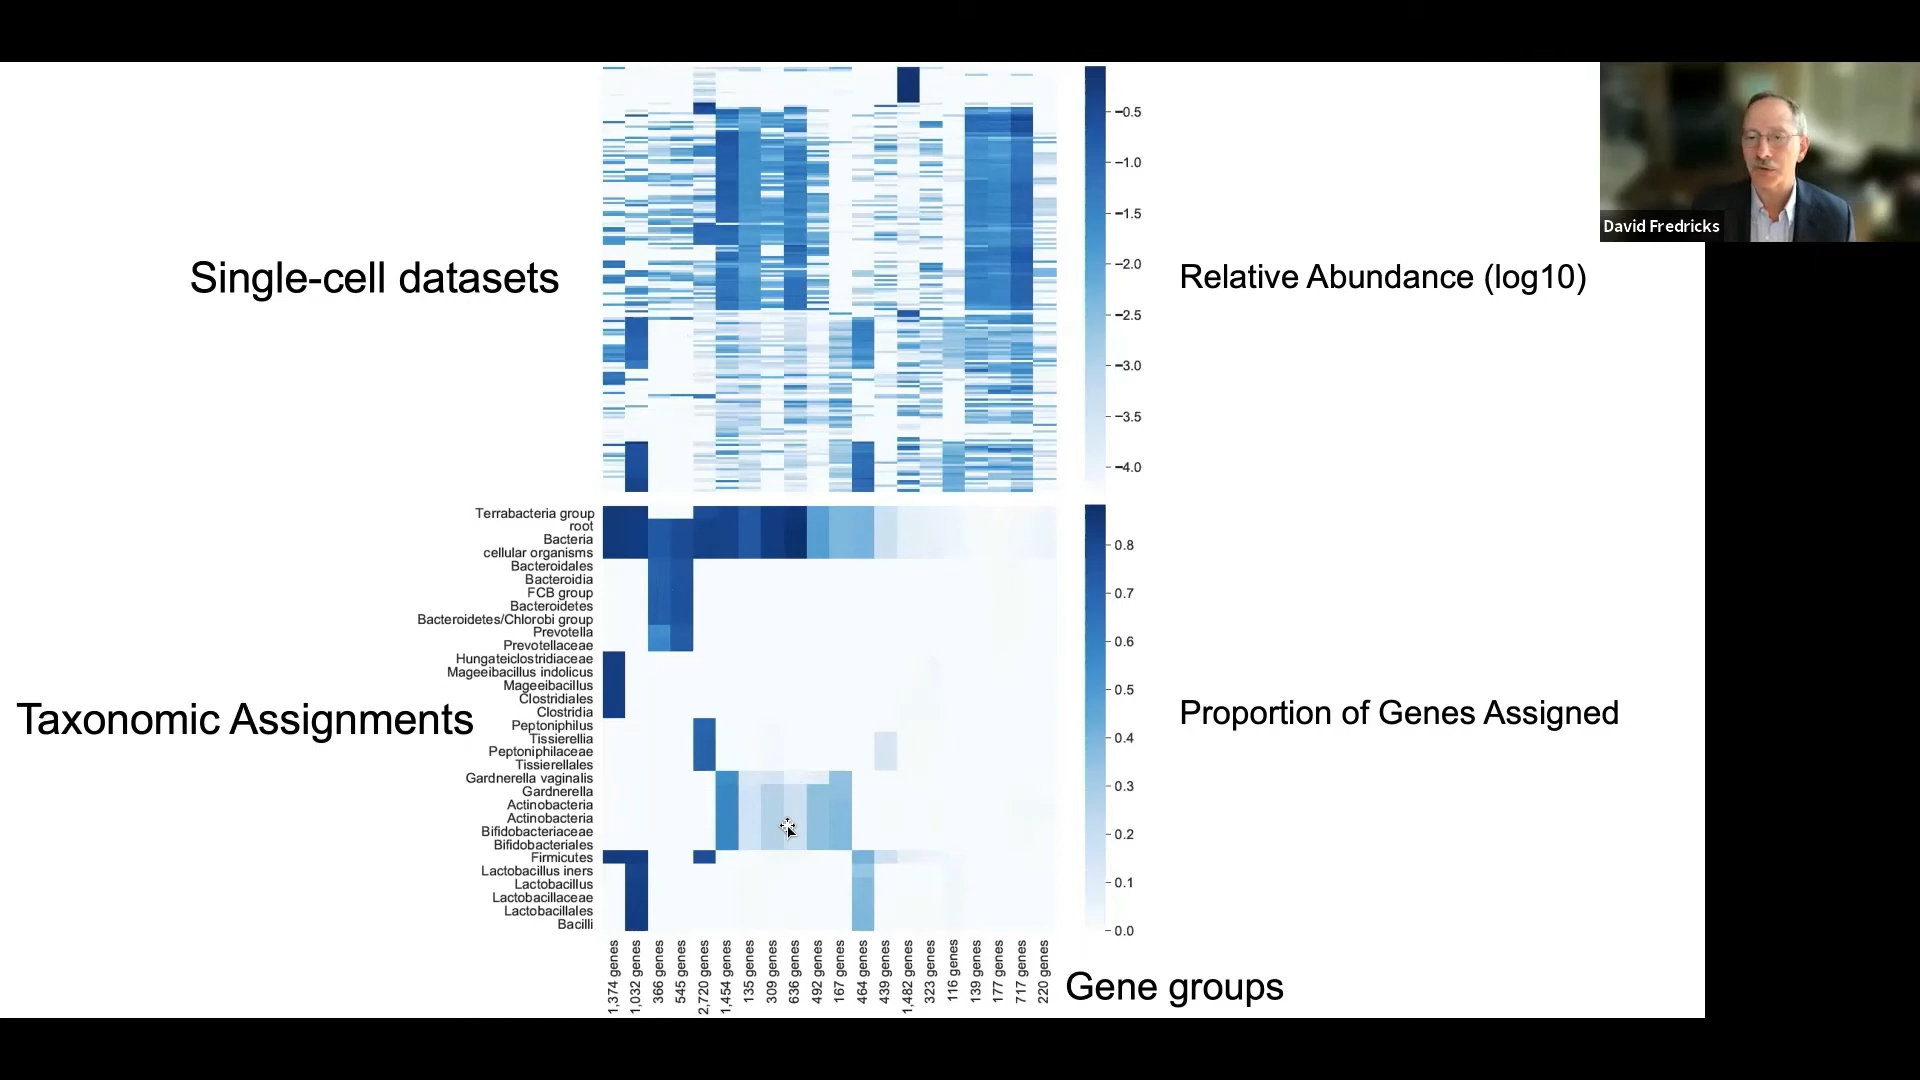 David Fredricks
Single-cell datasets
Relative Abundance (log10)
−0.5
−1.0
−1.5
−2.0
−2.5
−3.0
−3.5
−4.0
Taxonomic Assignments
Terrabacteria group
root
Bacteria
cellular organisms
Bacteroidales
Bacteroidia
FCB group
Bacteroidetes
Bacteroidetes/Chlorobi group
Prevotella
Prevotellaceae
Hungateiclostridiaceae
Mageeibacillus indolicus
Mageeibacillus
Clostridiales
Clostridia
Peptoniphilus
Tissierellia
Peptoniphilaceae
Tissierellales
Gardnerella vaginalis
Gardnerella
Actinobacteria
Actinobacteria
Bifidobacteriaceae
Bifidobacteriales
Firmicutes
Lactobacillus iners
Lactobacillus
Lactobacillaceae
Lactobacillales
Bacilli
0.8
0.7
0.6
0.5
0.4
0.3
0.2
0.1
0.0
Proportion of Genes Assigned
1,374 genes
1,032 genes
366 genes
545 genes
2,720 genes
1,454 genes
135 genes
309 genes
636 genes
492 genes
167 genes
464 genes
439 genes
1,482 genes
323 genes
116 genes
139 genes
177 genes
717 genes
220 genes
Gene groups